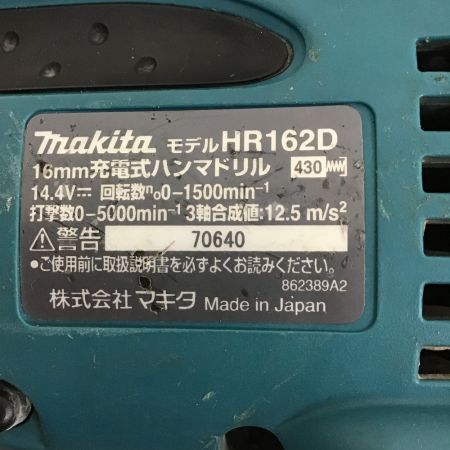 makita モデル HR162D
16mm充電式ハンマドリル 430
14.4V⎓ 回転数n₀0-1500min⁻¹
打撃数0-5000min⁻¹ 3軸合成値:12.5 m/s²
⚠警告 70640
●ご使用前に取扱説明書を必ずよくお読みください。
862389A2
株式会社 マキタ Made in Japan